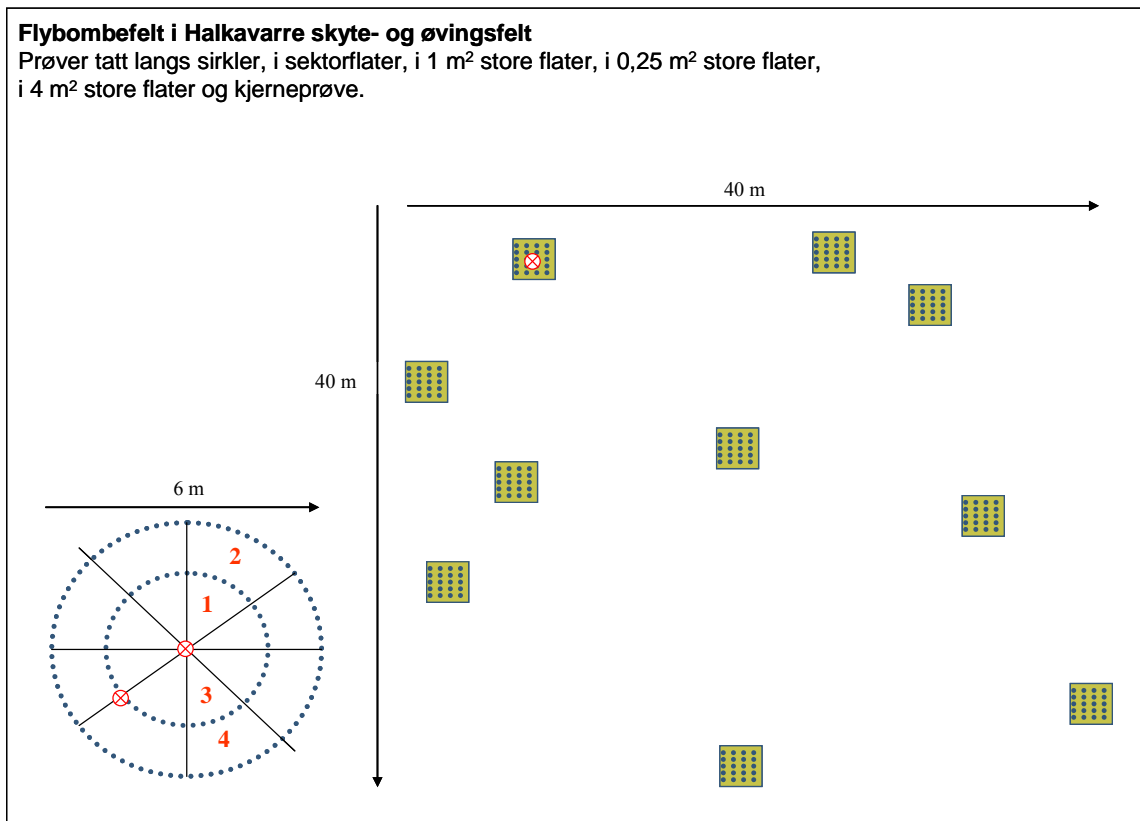 Flybombefelt i Halkavarre skyte- og øvingsfelt
Prøver tatt langs sirkler, i sektorflater, i 1 m² store flater, i 0,25 m² store flater,
i 4 m² store flater og kjerneprøve.
40 m
40 m
6 m
2
1
3
4